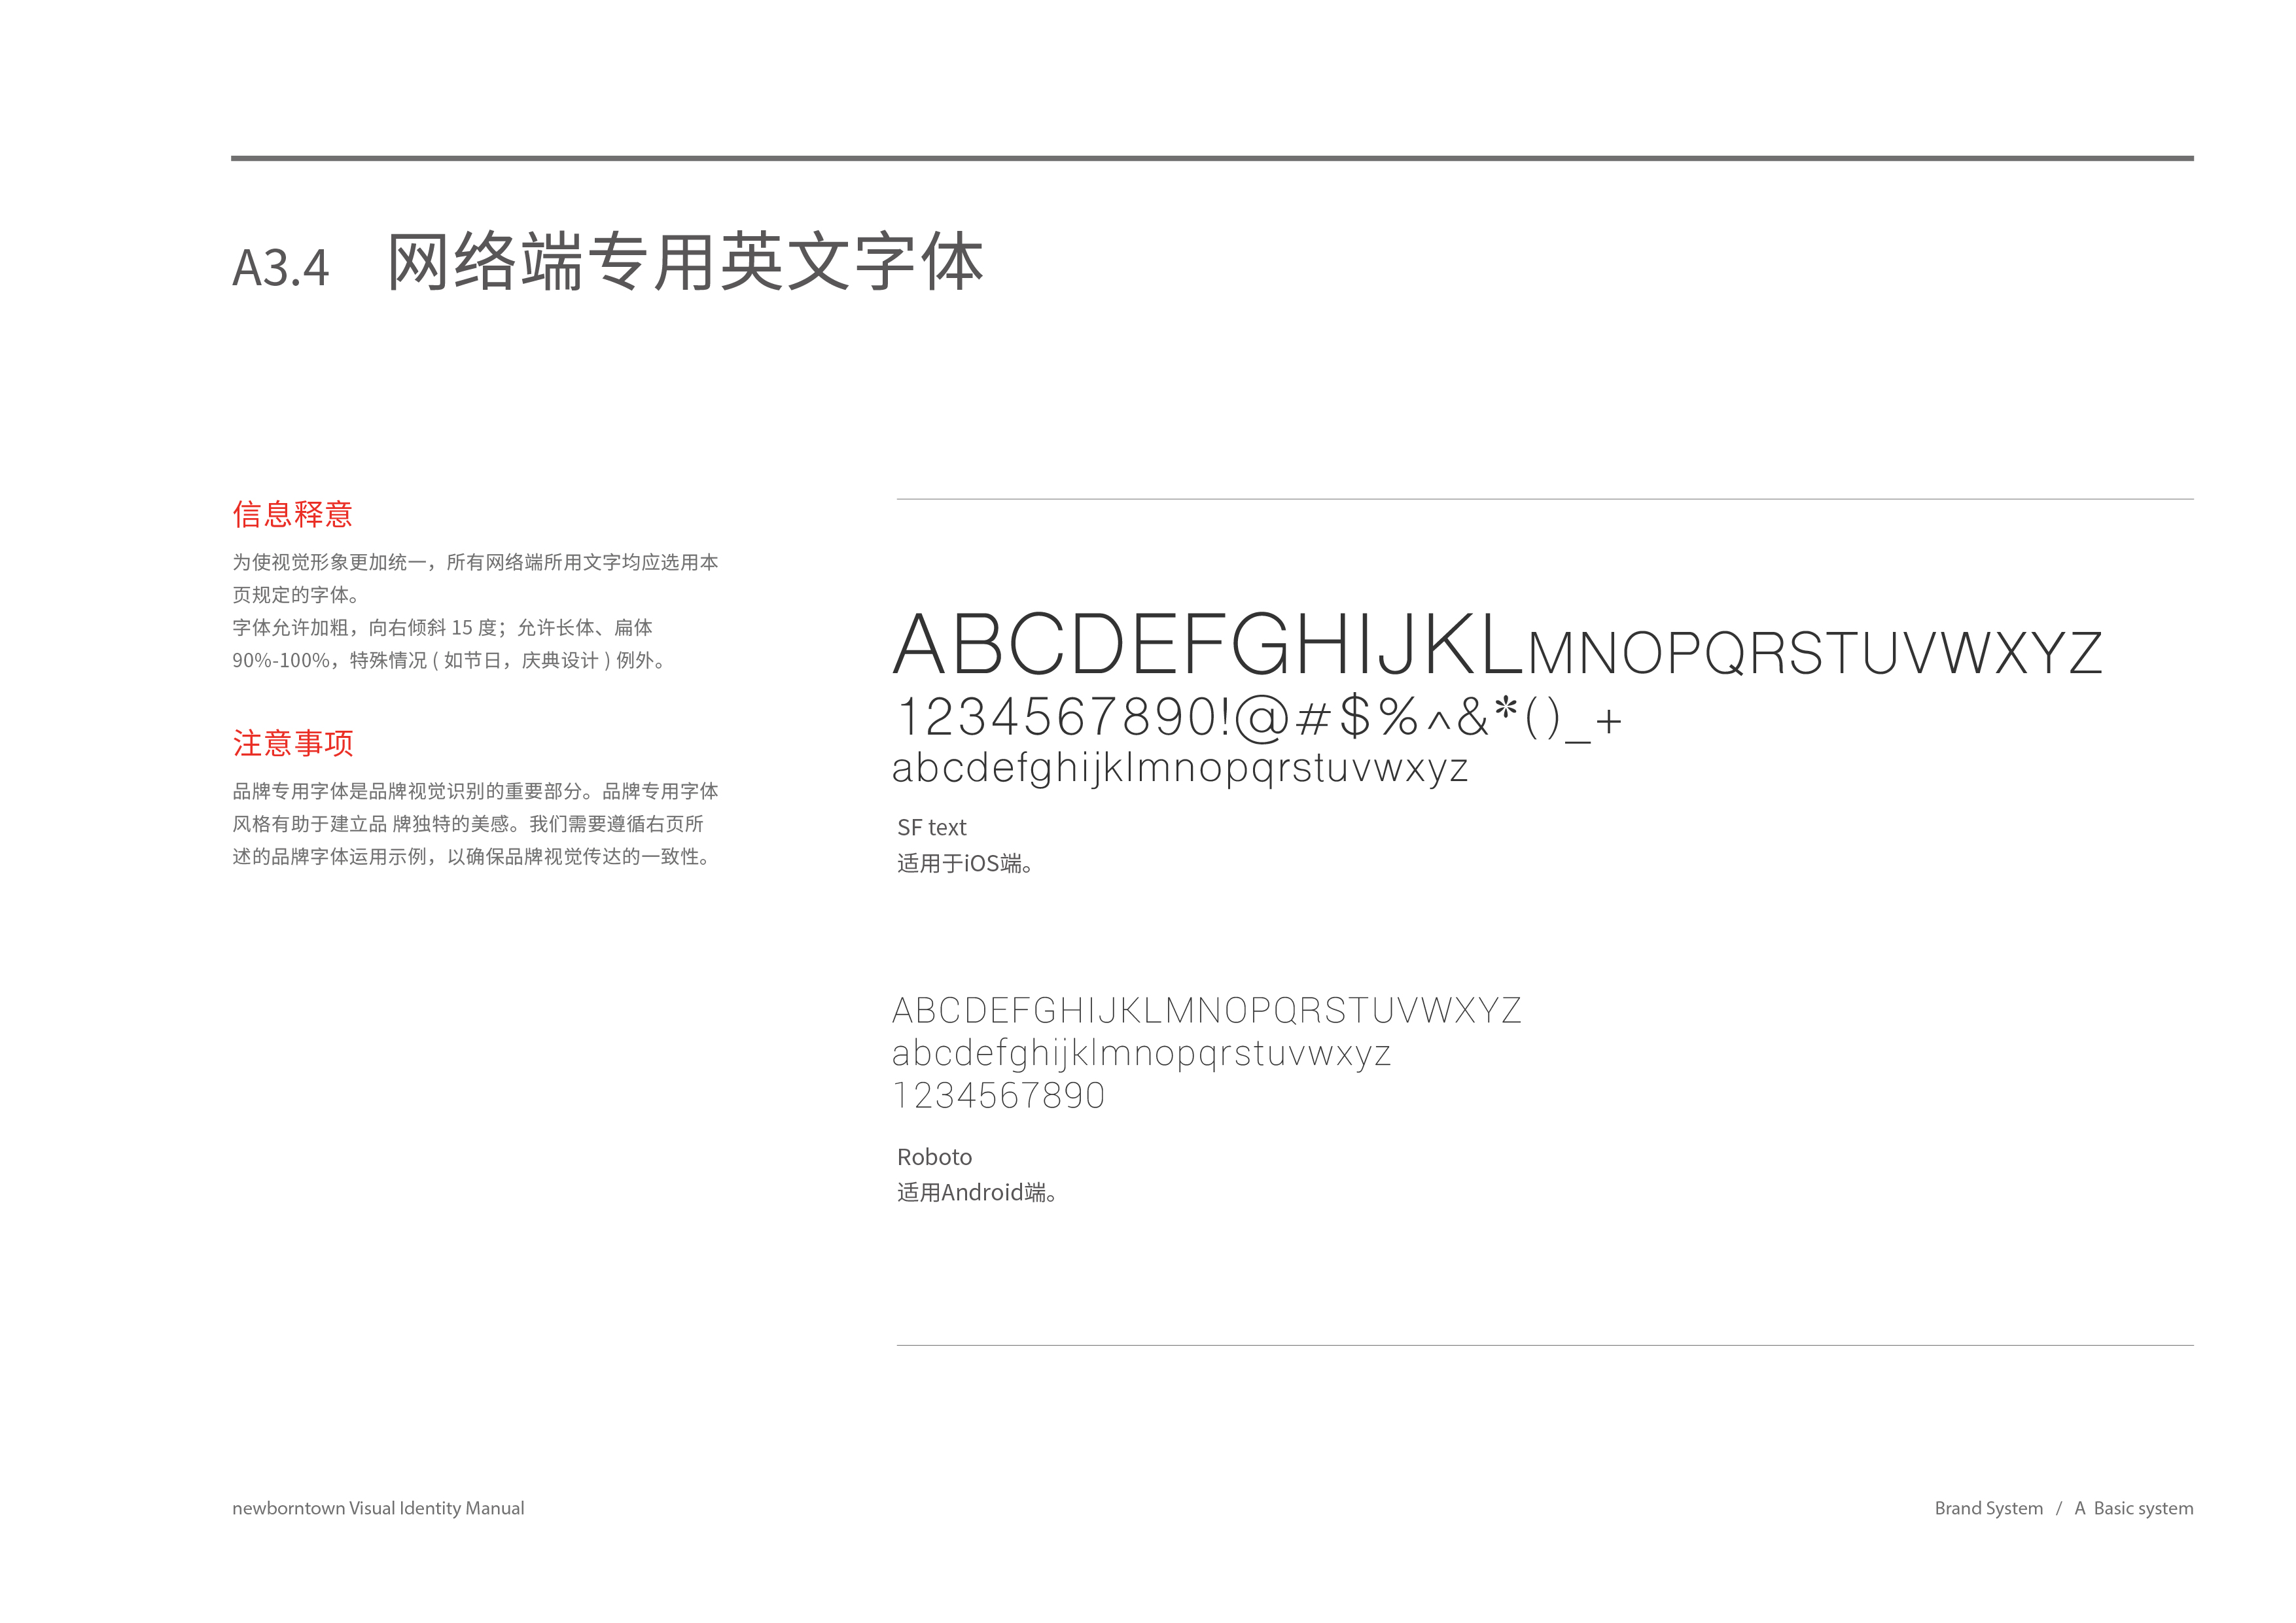 A3.4 网络端专用英文字体
信息释意
为使视觉形象更加统一，所有网络端所用文字均应选用本
页规定的字体。
字体允许加粗，向右倾斜 15 度；允许长体、扁体
90%-100%，特殊情况 ( 如节日，庆典设计 ) 例外。
注意事项
品牌专用字体是品牌视觉识别的重要部分。品牌专用字体
风格有助于建立品 牌独特的美感。我们需要遵循右页所
述的品牌字体运用示例，以确保品牌视觉传达的一致性。
ABCDEFGHIJKLMNOPQRSTUVWXYZ
1234567890!@#$%^&*()_+
abcdefghijklmnopqrstuvwxyz
SF text
适用于iOS端。
ABCDEFGHIJKLMNOPQRSTUVWXYZ
abcdefghijklmnopqrstuvwxyz
1234567890
Roboto
适用Android端。
newborntown Visual Identity Manual
Brand System / A Basic system